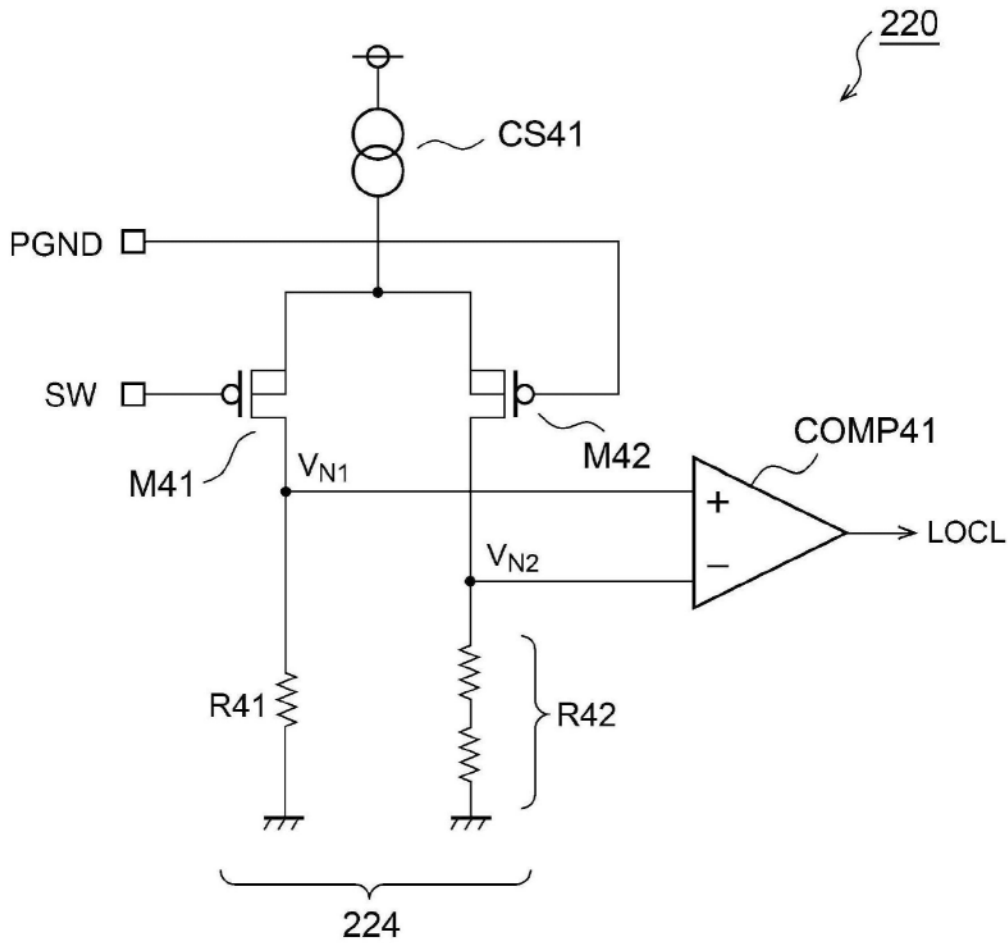 220
CS41
PGND
SW
M41
M42
COMP41
VN1
+
LOCL
VN2
−
R41
R42
224